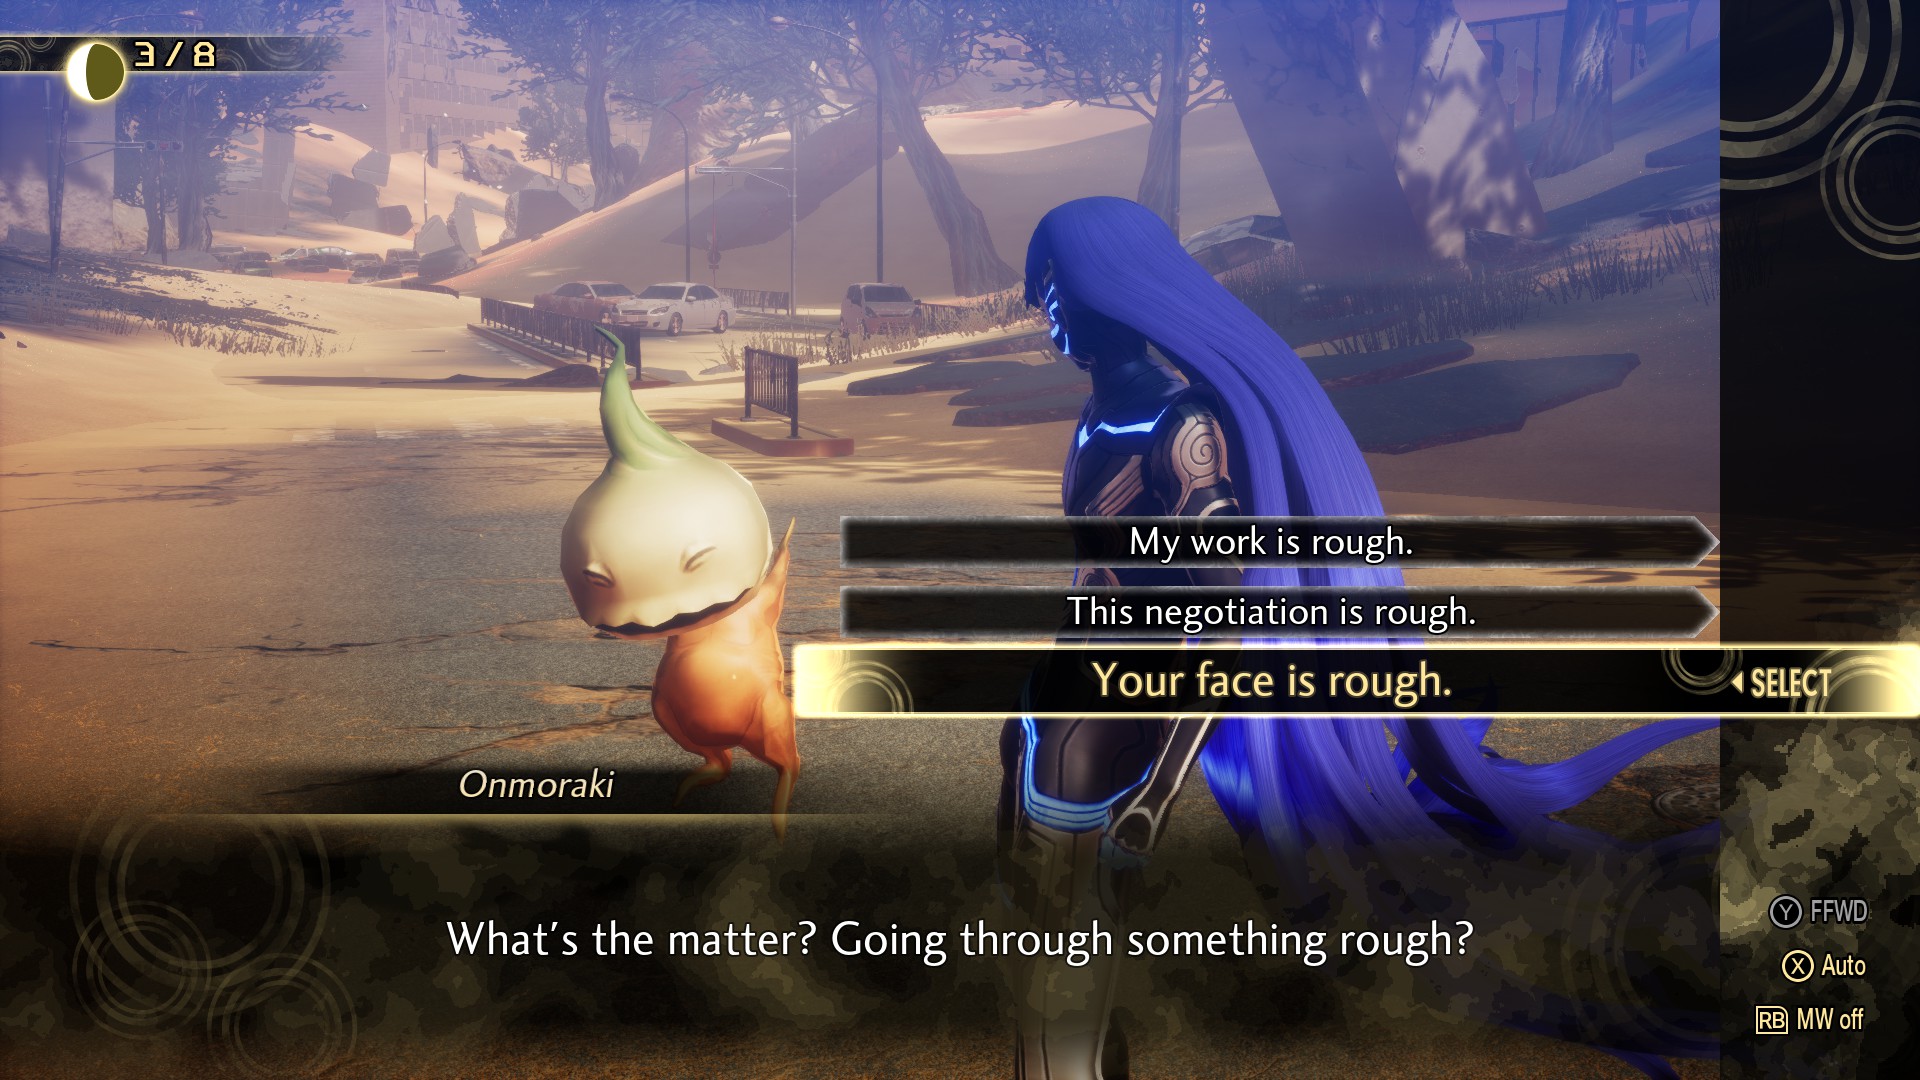 3/8
My work is rough.
This negotiation is rough.
Your face is rough.
SELECT
Onmoraki
What's the matter? Going through something rough?
Y FFWD
X Auto
RB MW off